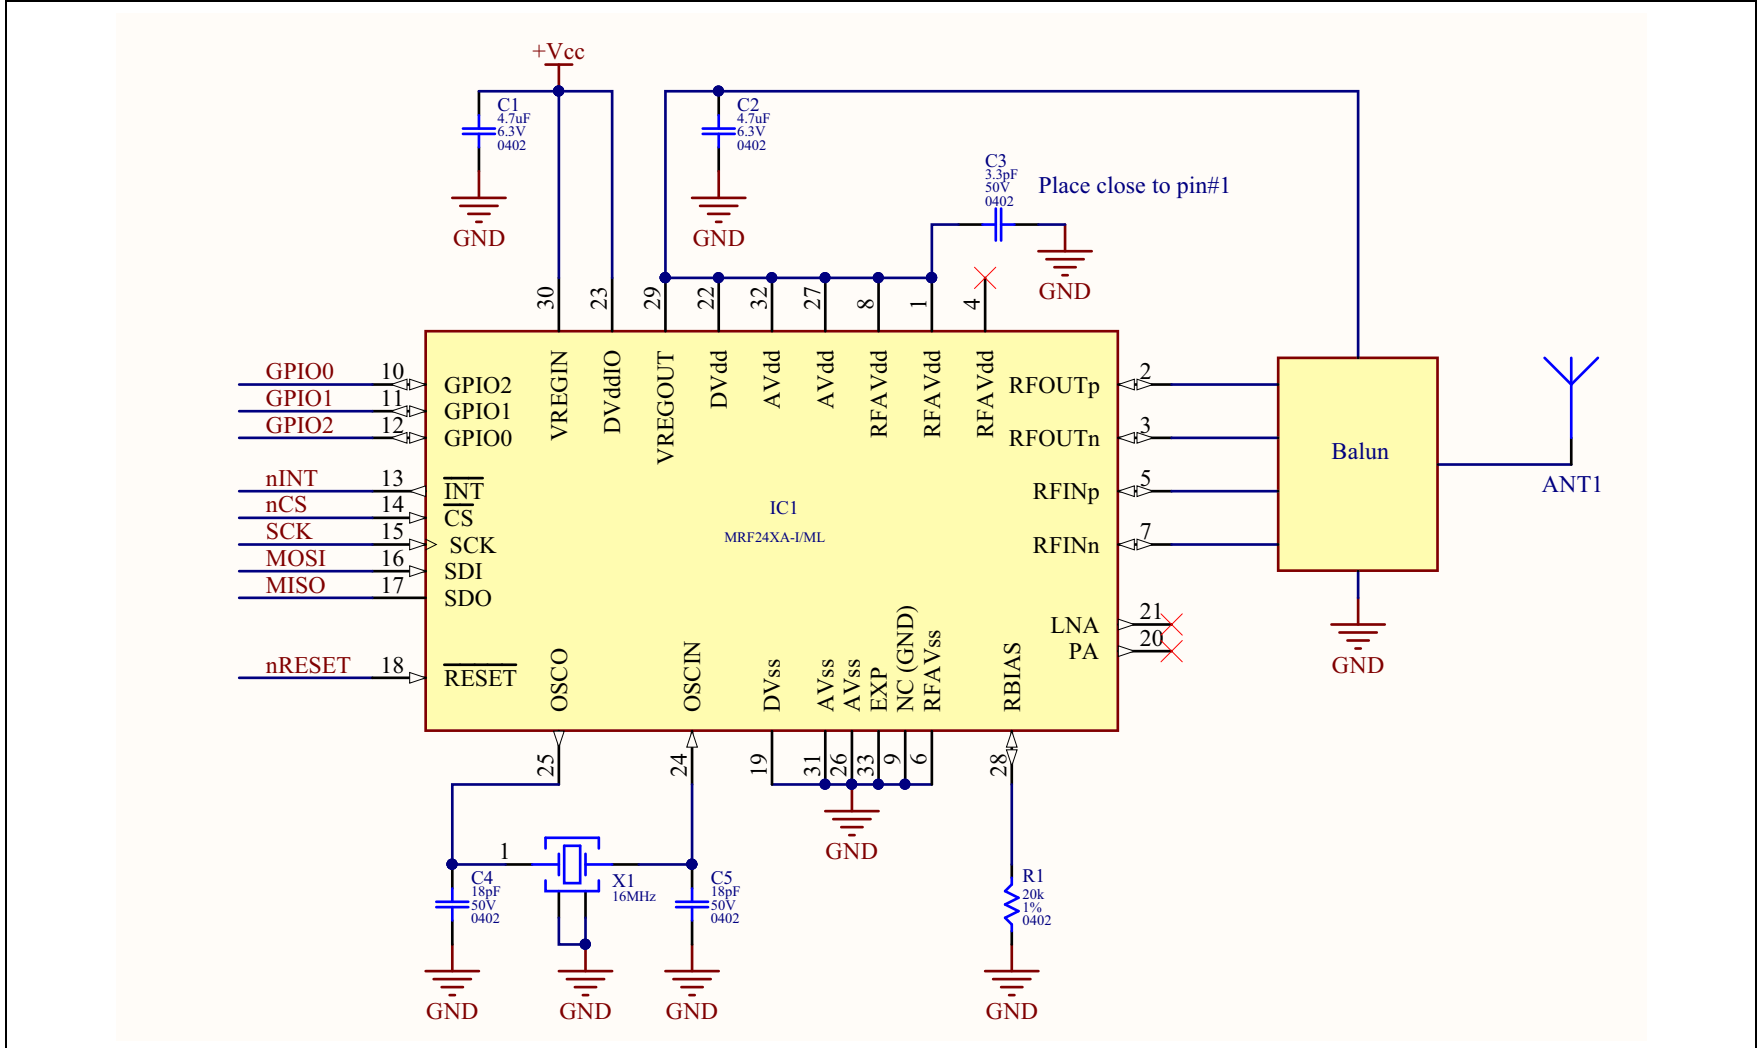 +Vcc
C1
4.7uF
6.3V
0402
GND
C2
4.7uF
6.3V
0402
GND
C3
3.3pF
50V
0402
Place close to pin#1
GND
30
23
29
22
32
27
8
1
4
VREGIN
DVddIO
VREGOUT
DVdd
AVdd
AVdd
RFAVdd
RFAVdd
RFAVdd
GPIO0 10 GPIO2
GPIO1 11 GPIO1
GPIO2 12 GPIO0
nINT 13 INT
nCS 14 CS
SCK 15 SCK
MOSI 16 SDI
MISO 17 SDO
nRESET 18 RESET
IC1
MRF24XA-I/ML
RFOUTp 2
RFOUTn 3
RFINp 5
RFINn 7
LNA 21
PA 20
Balun
ANT1
GND
OSCO
OSCIN
DVss
AVss
AVss
EXP
NC (GND)
RFAVss
RBIAS
25
24
19
31
26
33
9
6
28
GND
1
X1
16MHz
C4
18pF
50V
0402
C5
18pF
50V
0402
R1
20k
1%
0402
GND
GND
GND
GND